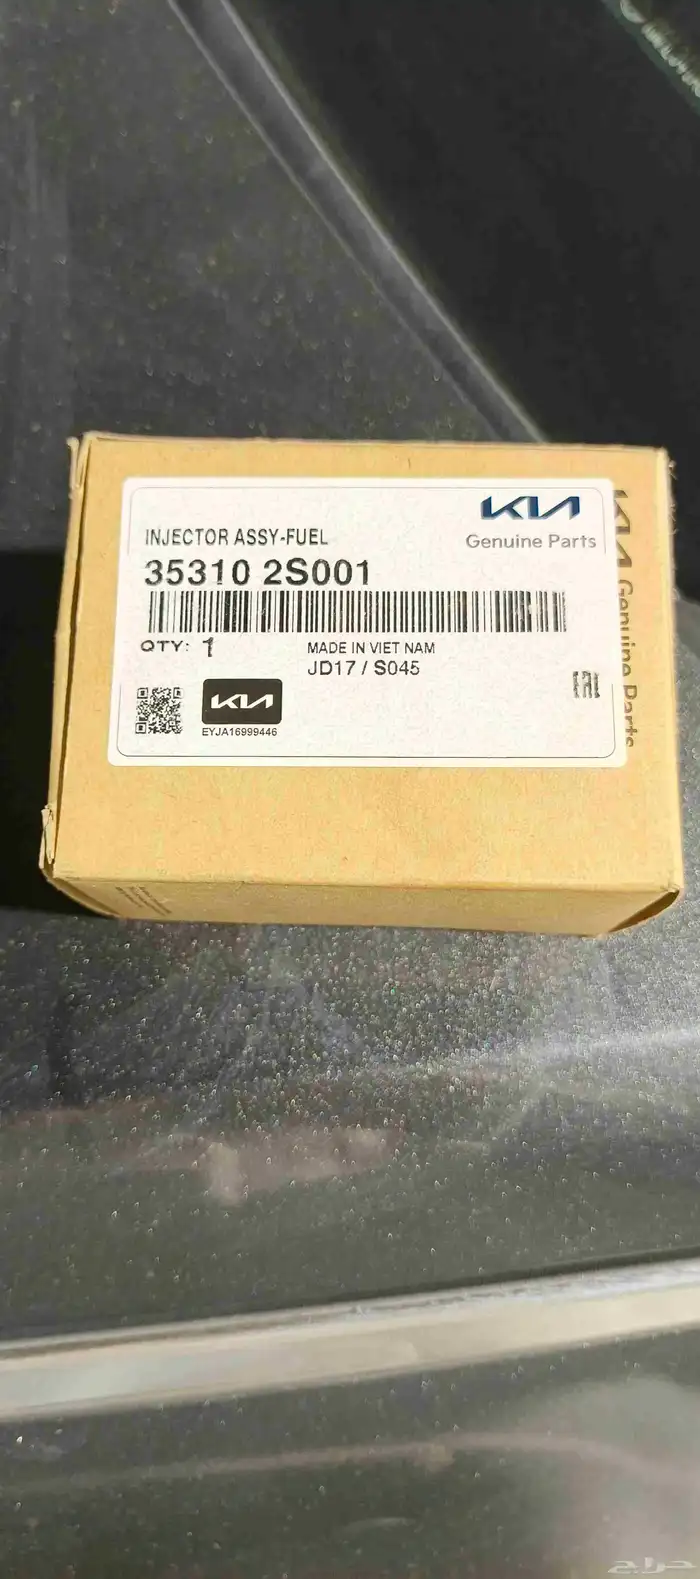 KIA
Genuine Parts
INJECTOR ASSY-FUEL
35310 2S001
QTY: 1
MADE IN VIET NAM
JD17 / S045
EAC
KIA
EYJA16999446
KIA Genuine Parts
حراج